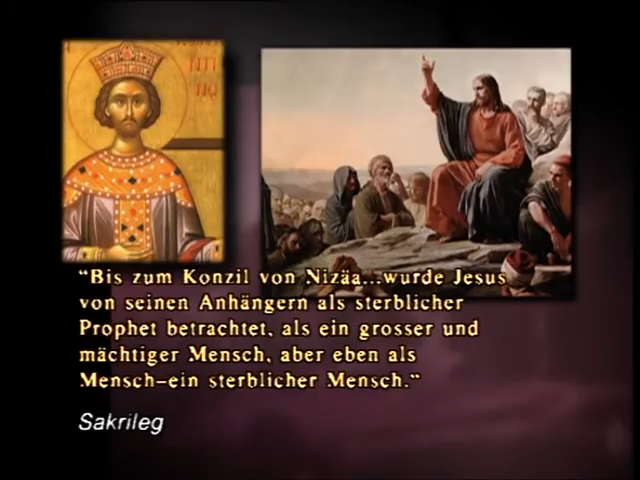 ΝΤΙ
“Bis zum Konzil von Nizäa...wurde Jesus
von seinen Anhängern als sterblicher
Prophet betrachtet, als ein grosser und
mächtiger Mensch, aber eben als
Mensch–ein sterblicher Mensch.“
Sakrileg